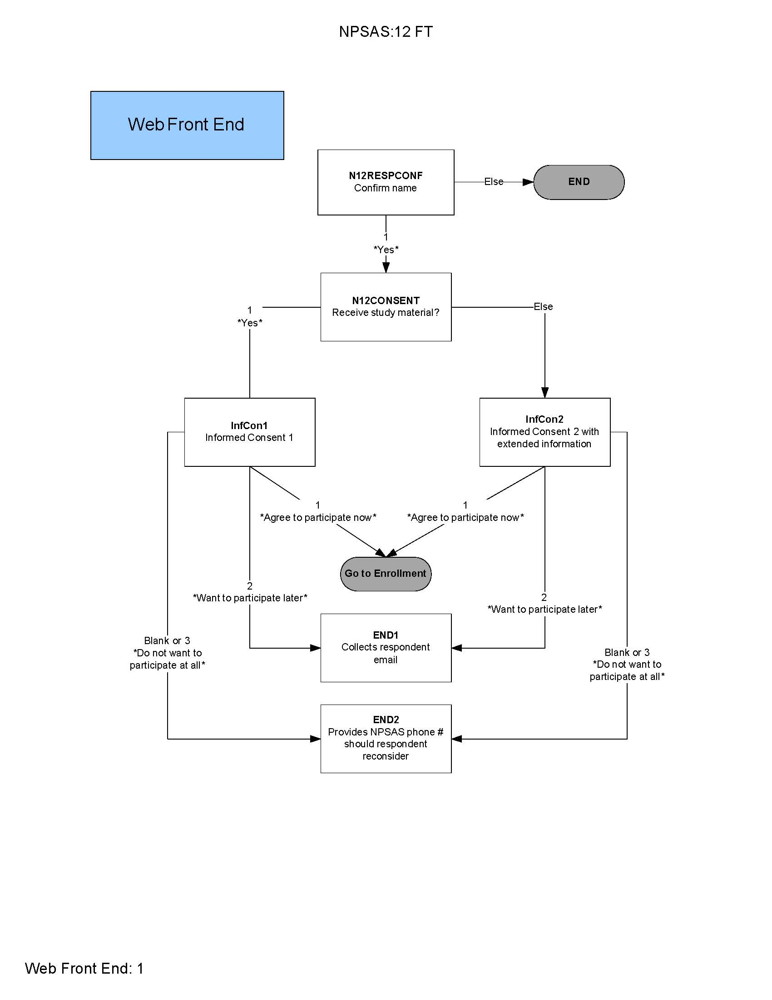 NPSAS:12 FT
Web Front End
N12RESPCONF
Confirm name
Else
END
1
*Yes*
N12CONSENT
Receive study material?
1
*Yes*
Else
InfCon1
Informed Consent 1
InfCon2
Informed Consent 2 with
extended information
1
*Agree to participate now*
1
*Agree to participate now*
Go to Enrollment
2
*Want to participate later*
2
*Want to participate later*
END1
Collects respondent
email
Blank or 3
*Do not want to
participate at all*
Blank or 3
*Do not want to
participate at all*
END2
Provides NPSAS phone #
should respondent
reconsider
Web Front End: 1